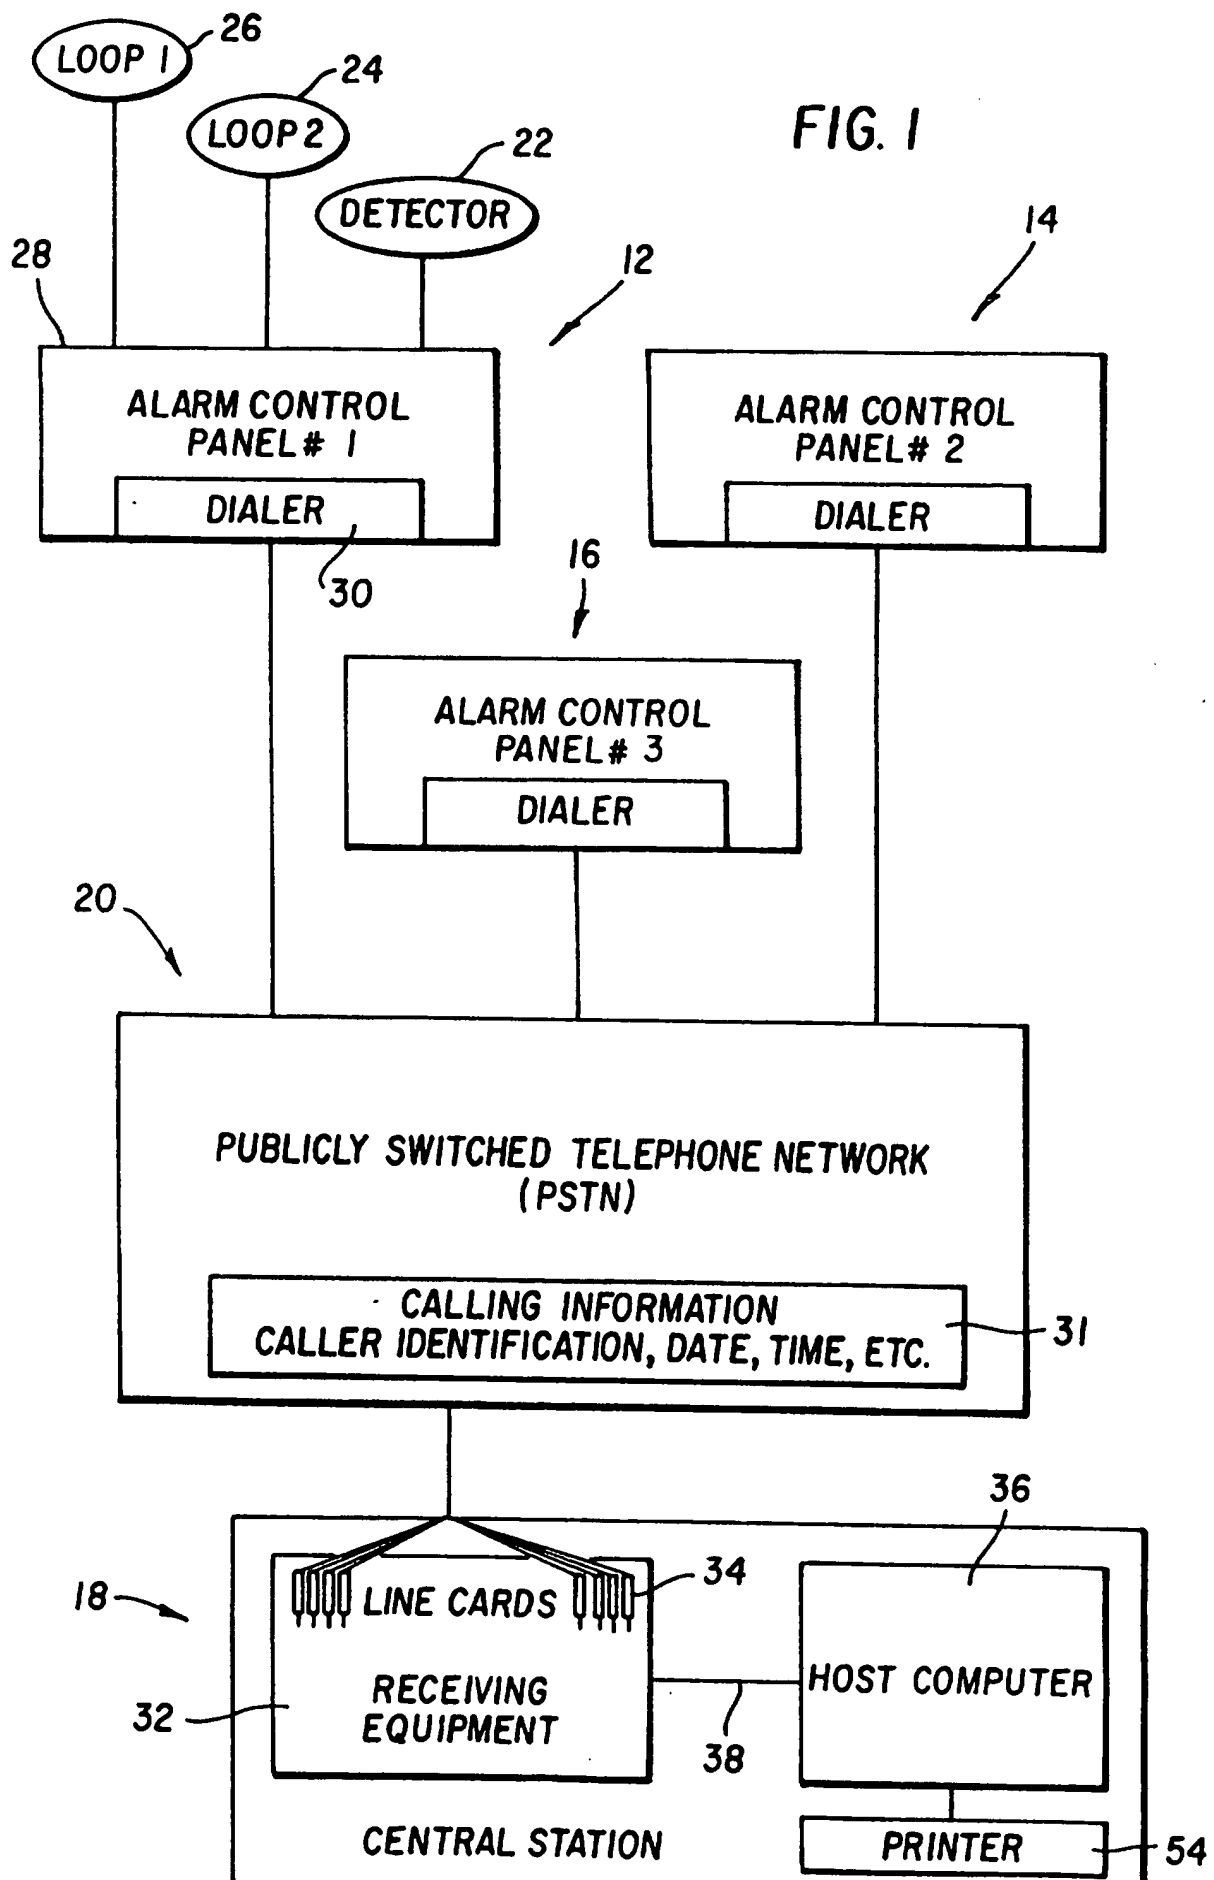 LOOP 1
26
LOOP 2
24
DETECTOR
22
FIG. 1
28
12
14
ALARM CONTROL
PANEL# 1
DIALER
30
ALARM CONTROL
PANEL# 2
DIALER
16
ALARM CONTROL
PANEL# 3
DIALER
20
PUBLICLY SWITCHED TELEPHONE NETWORK
(PSTN)
CALLING INFORMATION
CALLER IDENTIFICATION, DATE, TIME, ETC.
31
18
LINE CARDS
34
36
RECEIVING
EQUIPMENT
32
38
HOST COMPUTER
CENTRAL STATION
PRINTER
54